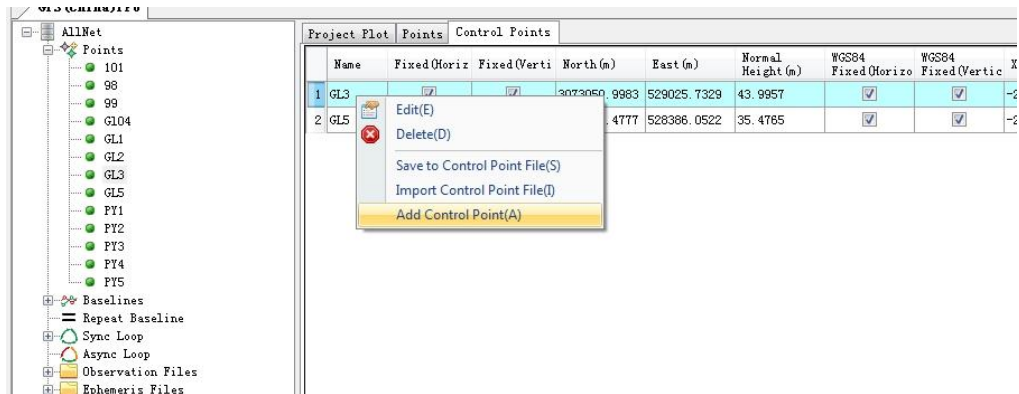 AllNet
Points
101
98
99
G104
GL1
GL2
GL3
GL5
PY1
PY2
PY3
PY4
PY5
Baselines
Repeat Baseline
Sync Loop
Async Loop
Observation Files
Ephemeris Files
Project Plot Points Control Points
Name Fixed(Horiz Fixed(Verti North(m) East(m) Normal Height(m) WGS84 Fixed(Horizo WGS84 Fixed(Vertic X
1 GL3 3073050.9983 529025.7329 43.9957 -2
2 GL5 .4777 528386.0522 35.4765 -2
Edit(E)
Delete(D)
Save to Control Point File(S)
Import Control Point File(I)
Add Control Point(A)